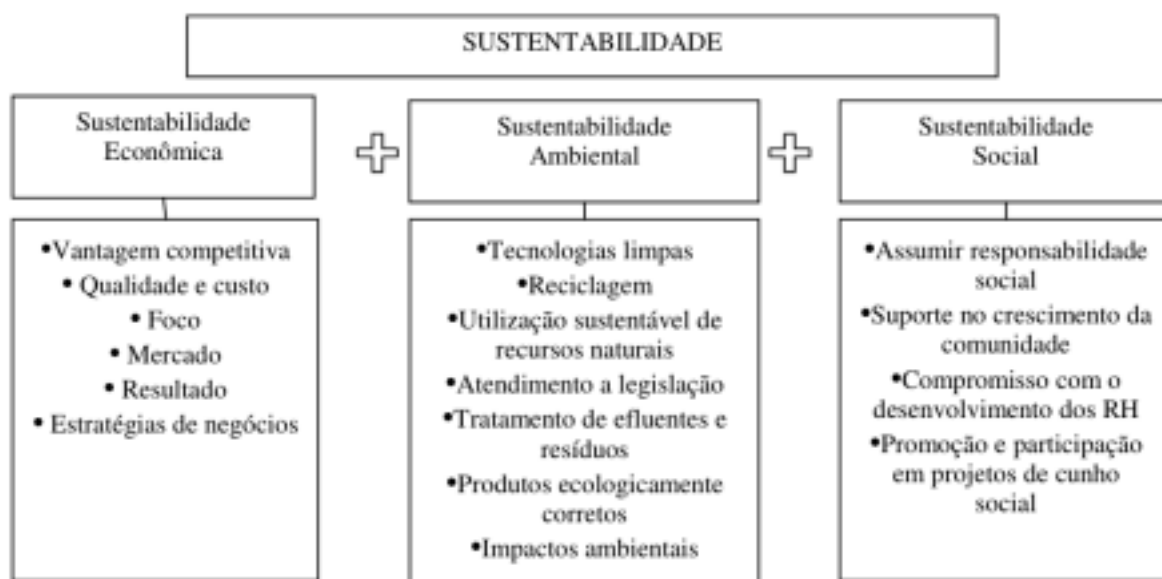 SUSTENTABILIDADE
Sustentabilidade
Econômica
Sustentabilidade
Ambiental
Sustentabilidade
Social
•Vantagem competitiva
• Qualidade e custo
• Foco
• Mercado
• Resultado
• Estratégias de negócios
•Tecnologias limpas
•Reciclagem
•Utilização sustentável de
recursos naturais
•Atendimento a legislação
•Tratamento de efluentes e
resíduos
•Produtos ecologicamente
corretos
•Impactos ambientais
•Assumir responsabilidade
social
•Suporte no crescimento da
comunidade
•Compromisso com o
desenvolvimento dos RH
•Promoção e participação
em projetos de cunho
social